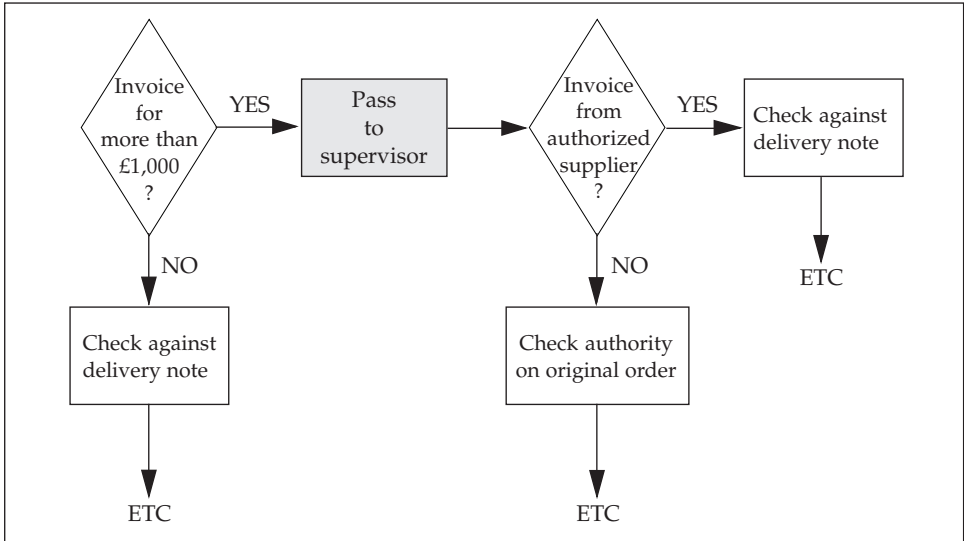 Invoice
for
more than
£1,000
?
YES
Pass
to
supervisor
Invoice
from
authorized
supplier
?
YES
Check against
delivery note
ETC
NO
Check against
delivery note
ETC
NO
Check authority
on original order
ETC